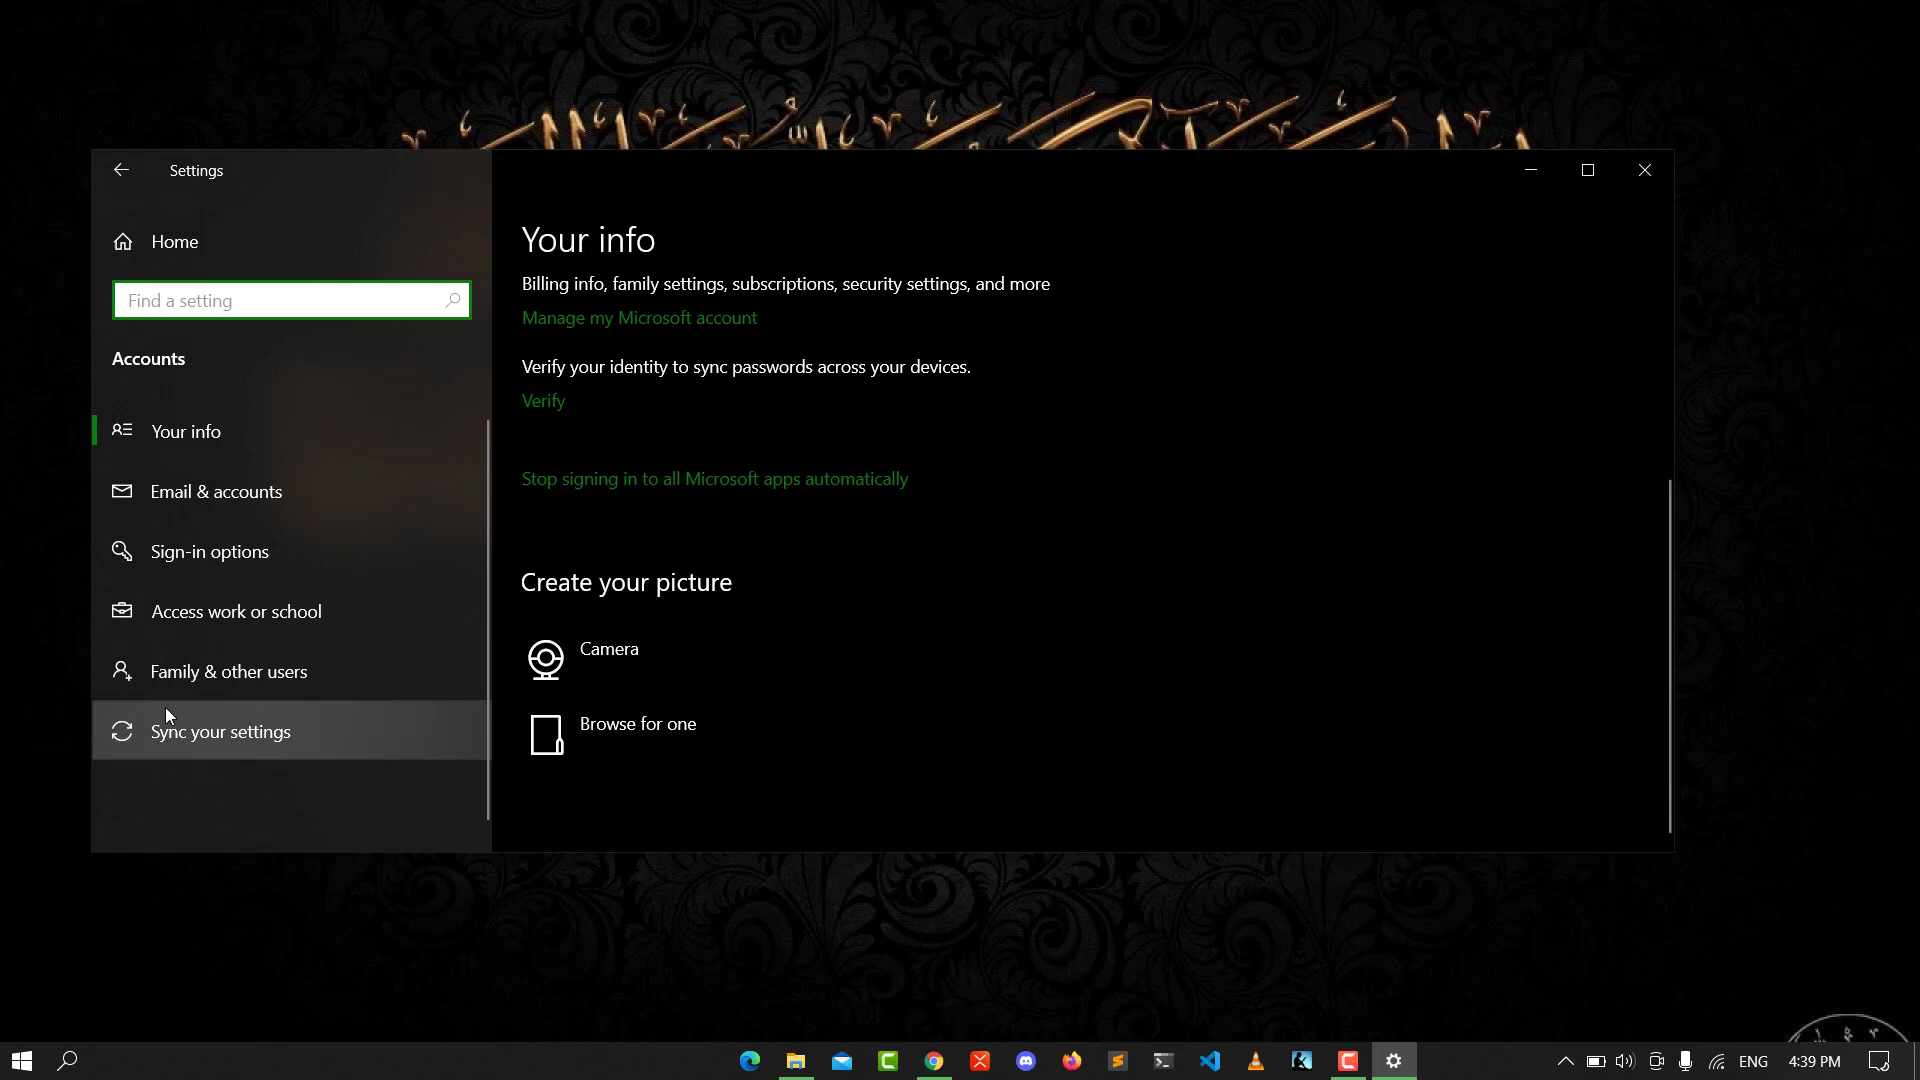 Settings
Home
Find a setting
Accounts
Your info
Email & accounts
Sign-in options
Access work or school
Family & other users
Sync your settings
Your info
Billing info, family settings, subscriptions, security settings, and more
Manage my Microsoft account
Verify your identity to sync passwords across your devices.
Verify
Stop signing in to all Microsoft apps automatically
Create your picture
Camera
Browse for one
ENG
4:39 PM